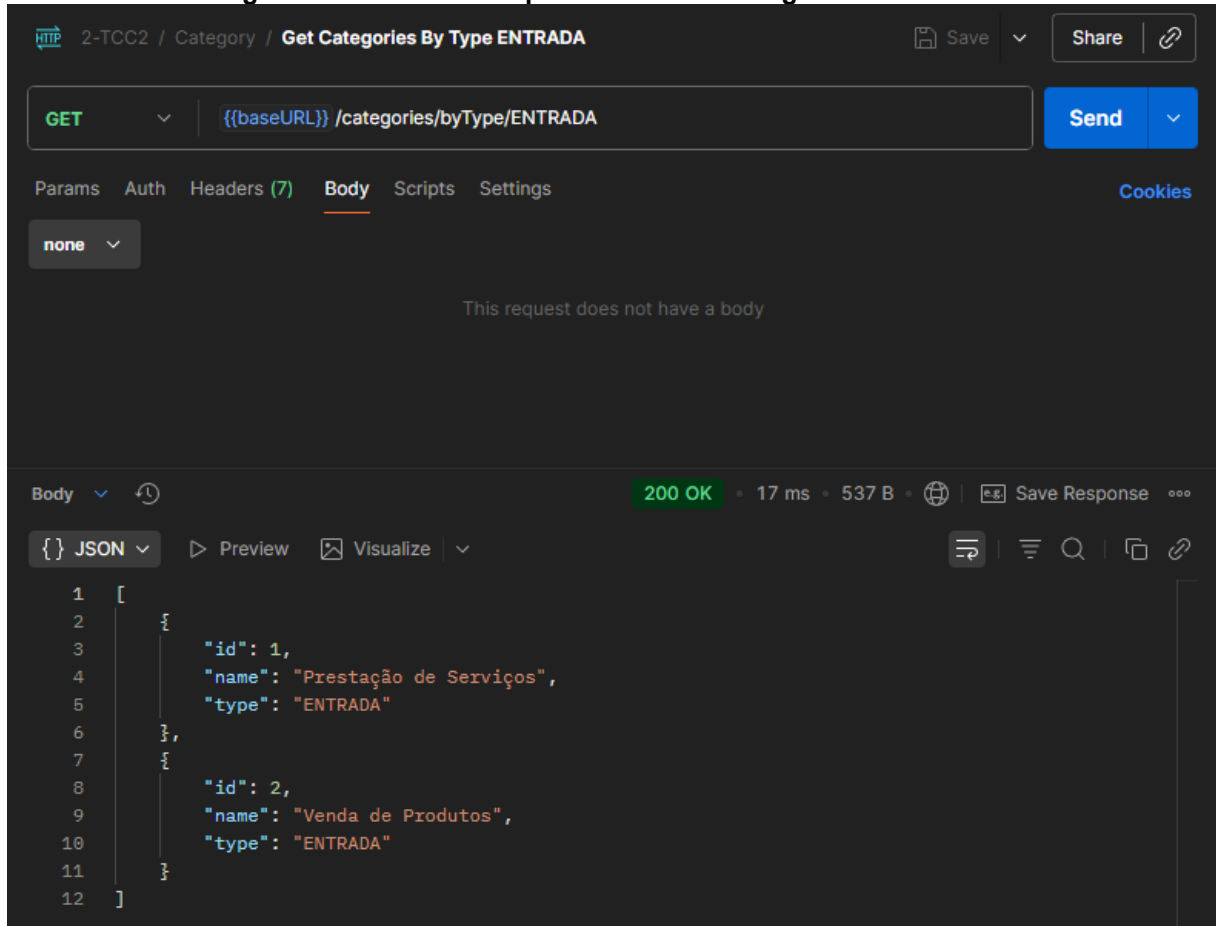 2-TCC2 / Category / Get Categories By Type ENTRADA Save Share
GET {{baseURL}} /categories/byType/ENTRADA Send
Params Auth Headers (7) Body Scripts Settings Cookies
none
This request does not have a body
Body 200 OK • 17 ms • 537 B • e.g. Save Response
{} JSON Preview Visualize
1 [
2 {
3 "id": 1,
4 "name": "Prestação de Serviços",
5 "type": "ENTRADA"
6 },
7 {
8 "id": 2,
9 "name": "Venda de Produtos",
10 "type": "ENTRADA"
11 }
12 ]